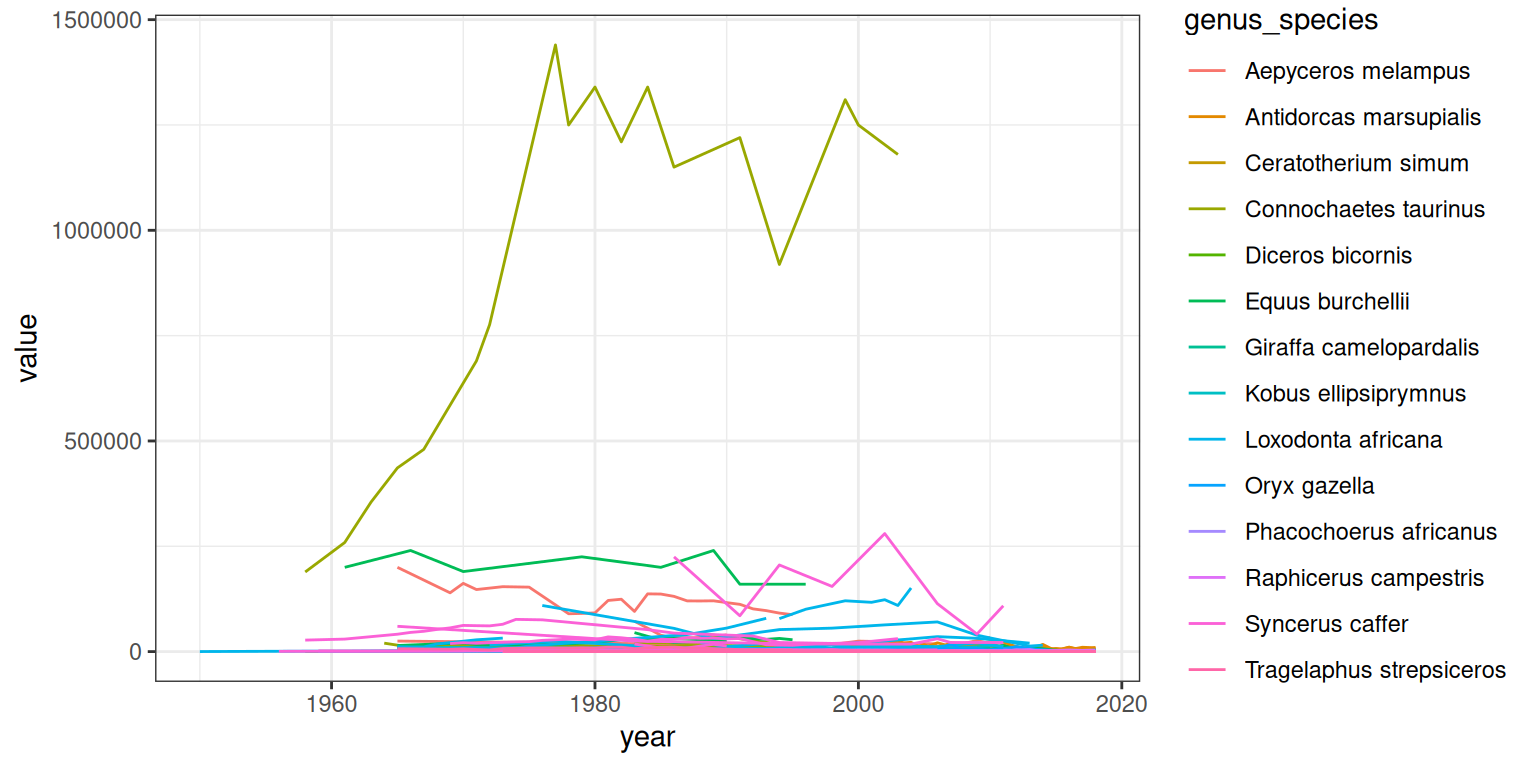 1500000
1000000
500000
0
value
1960
1980
2000
2020
year
genus_species
Aepyceros melampus
Antidorcas marsupialis
Ceratotherium simum
Connochaetes taurinus
Diceros bicornis
Equus burchellii
Giraffa camelopardalis
Kobus ellipsiprymnus
Loxodonta africana
Oryx gazella
Phacochoerus africanus
Raphicerus campestris
Syncerus caffer
Tragelaphus strepsiceros